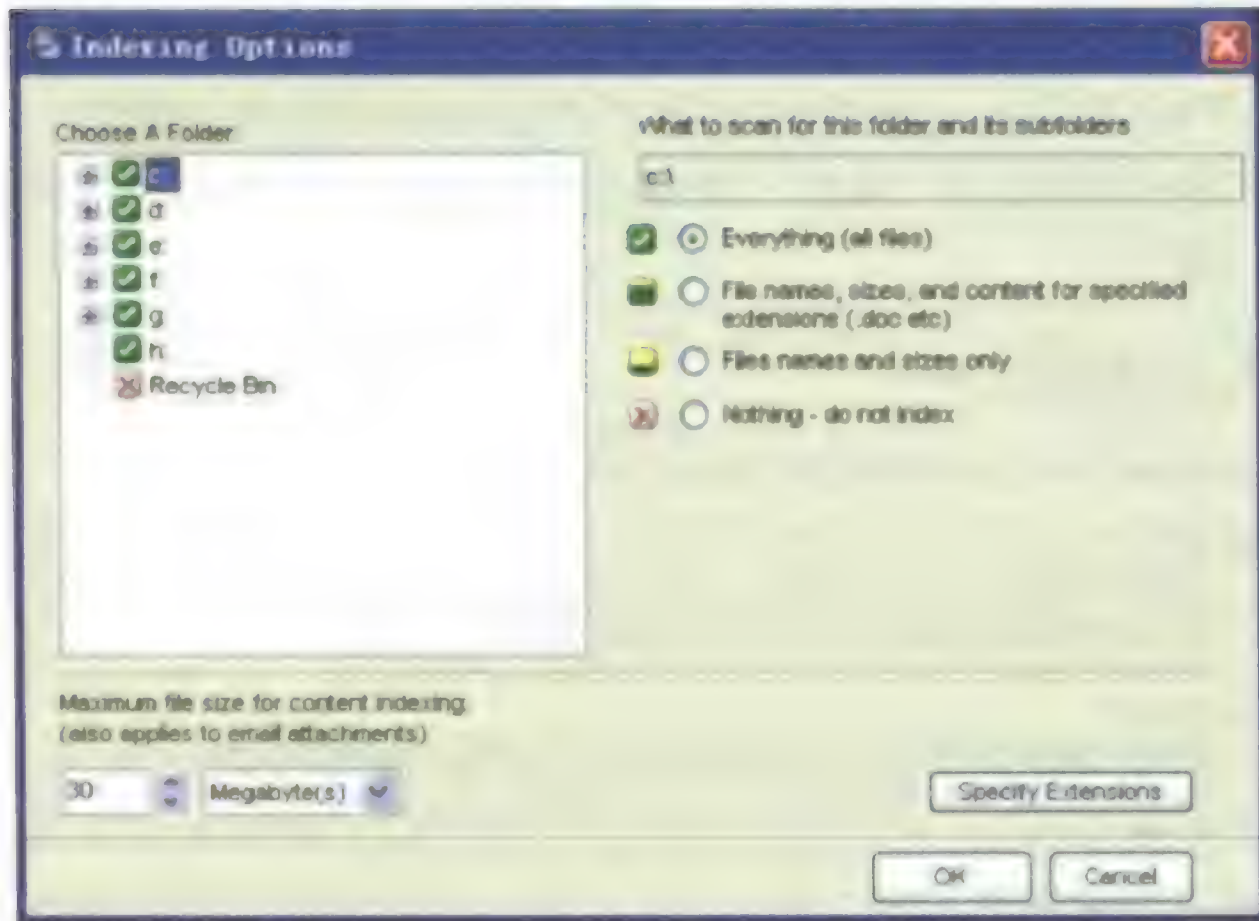 Indexing Options
Choose A Folder
c
d
e
f
g
h
Recycle Bin
What to scan for this folder and its subfolders
c:\
Everything (all files)
File names, sizes, and content for specified
extensions (.doc etc)
Files names and sizes only
Nothing - do not index
Maximum file size for content indexing
(also applies to email attachments)
30
Megabyte(s)
Specify Extensions
OK
Cancel